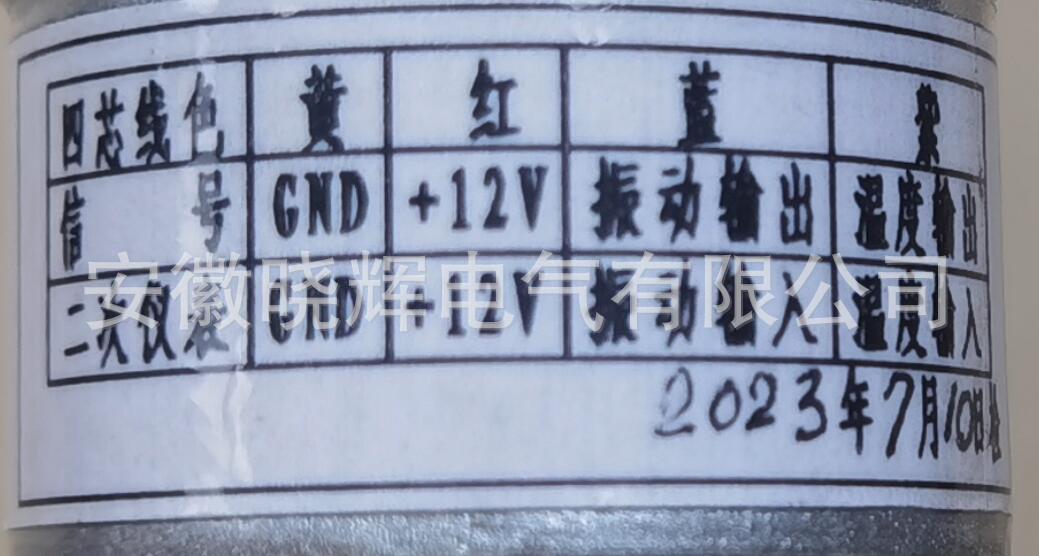 四芯线色 黄 红 蓝 紫
信号 GND +12V 振动输出 温度输出
安徽晓辉电气有限公司
二次仪表 GND +12V 振动输入 温度输入
2023年7月10日检